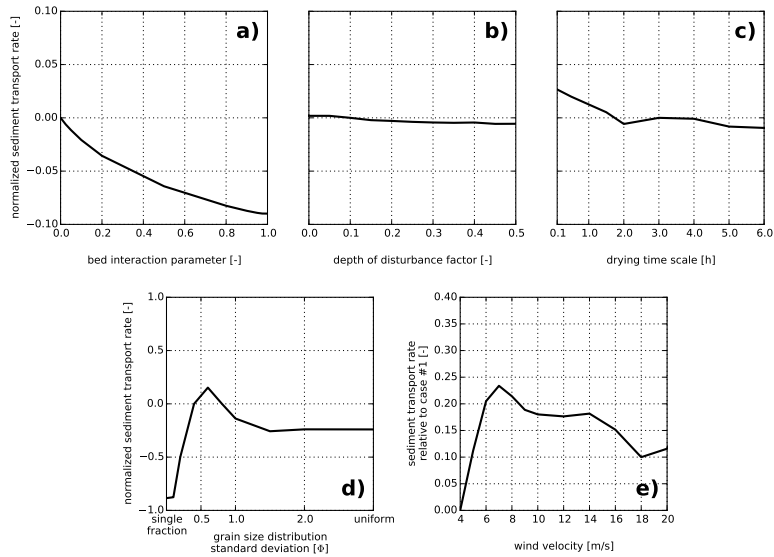 normalized sediment transport rate [-]
0.10
0.05
0.00
−0.05
−0.10
a)
0.0 0.2 0.4 0.6 0.8 1.0
bed interaction parameter [-]
b)
0.0 0.1 0.2 0.3 0.4 0.5
depth of disturbance factor [-]
c)
0.1 1.0 2.0 3.0 4.0 5.0 6.0
drying time scale [h]
normalized sediment transport rate [-]
1.0
0.5
0.0
−0.5
−1.0
d)
single
fraction
0.5 1.0 2.0 uniform
grain size distribution
standard deviation [Φ]
sediment transport rate
relative to case #1 [-]
0.40
0.35
0.30
0.25
0.20
0.15
0.10
0.05
0.00
e)
4 6 8 10 12 14 16 18 20
wind velocity [m/s]